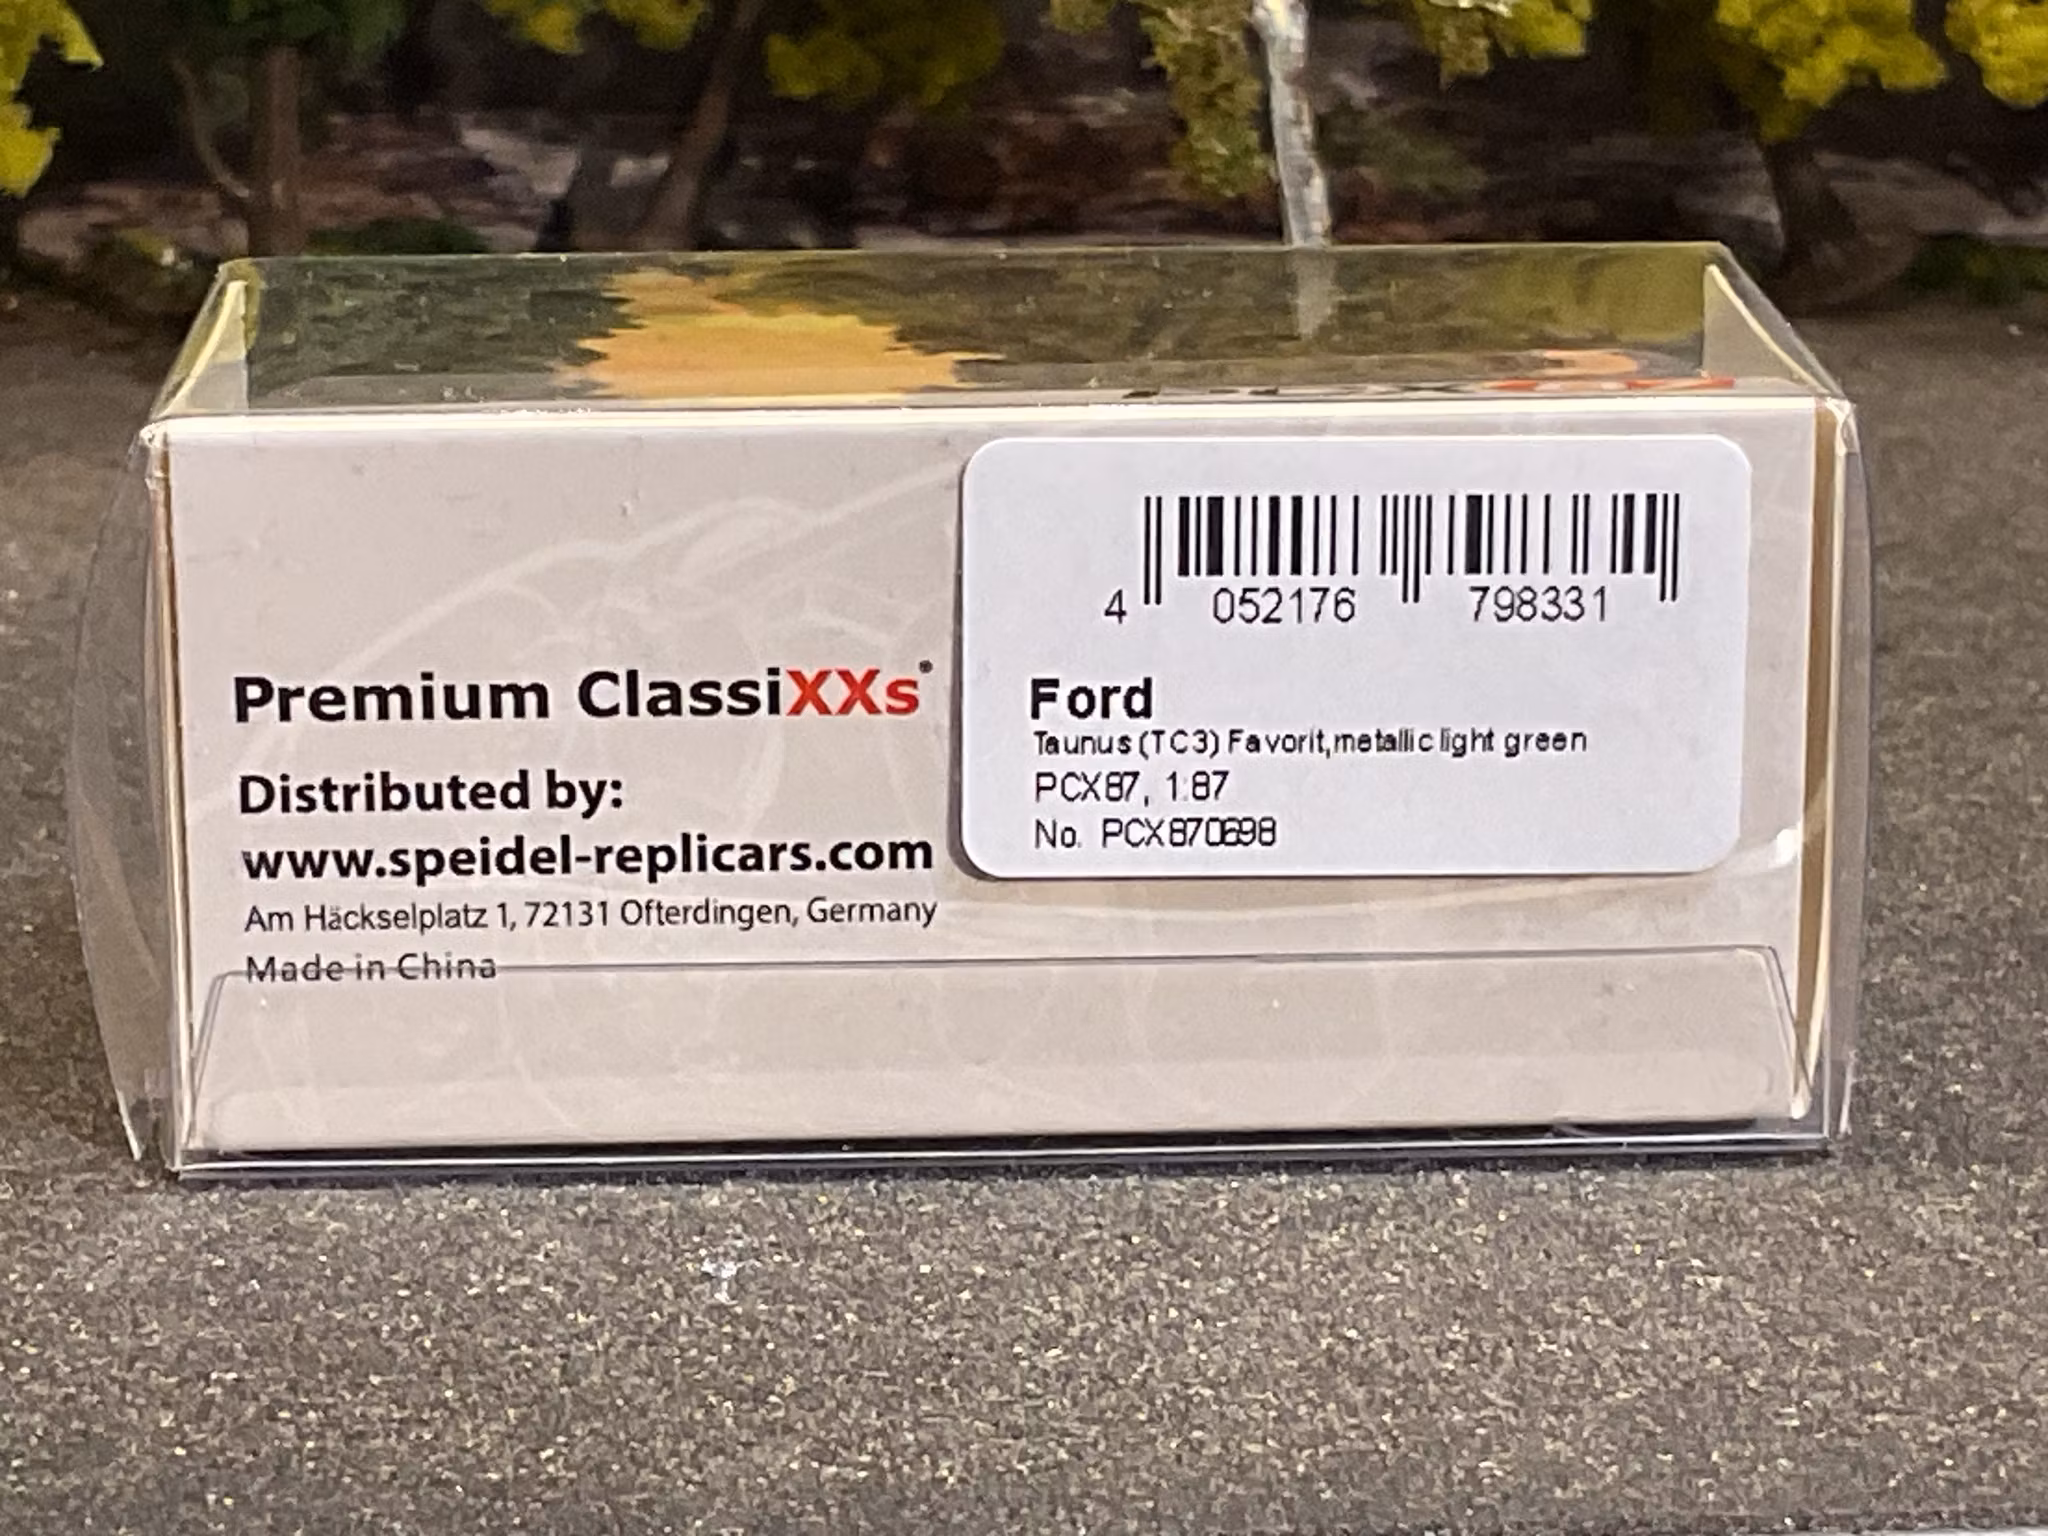 Premium ClassiXXs®
Distributed by:
www.speidel-replicars.com
Am Häckselplatz 1, 72131 Ofterdingen, Germany
Made in China
4 052176 798331
Ford
Taunus (TC3) Favorit,metallic light green
PCX87, 1:87
No. PCX870698